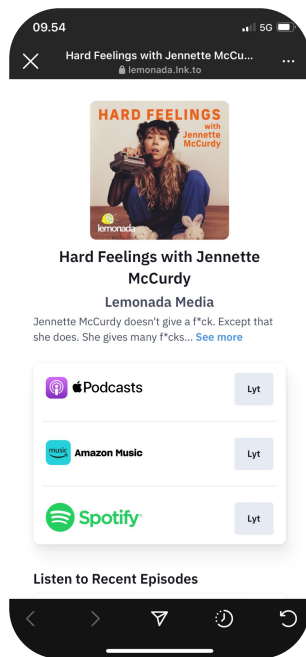 09.54
5G
Hard Feelings with Jennette McCu...
lemonada.lnk.to
HARD FEELINGS
with
Jennette
McCurdy
lemonada
Hard Feelings with Jennette
McCurdy
Lemonada Media
Jennette McCurdy doesn't give a f*ck. Except that
she does. She gives many f*cks... See more
Podcasts
Lyt
music
Amazon Music
Lyt
Spotify
Lyt
Listen to Recent Episodes